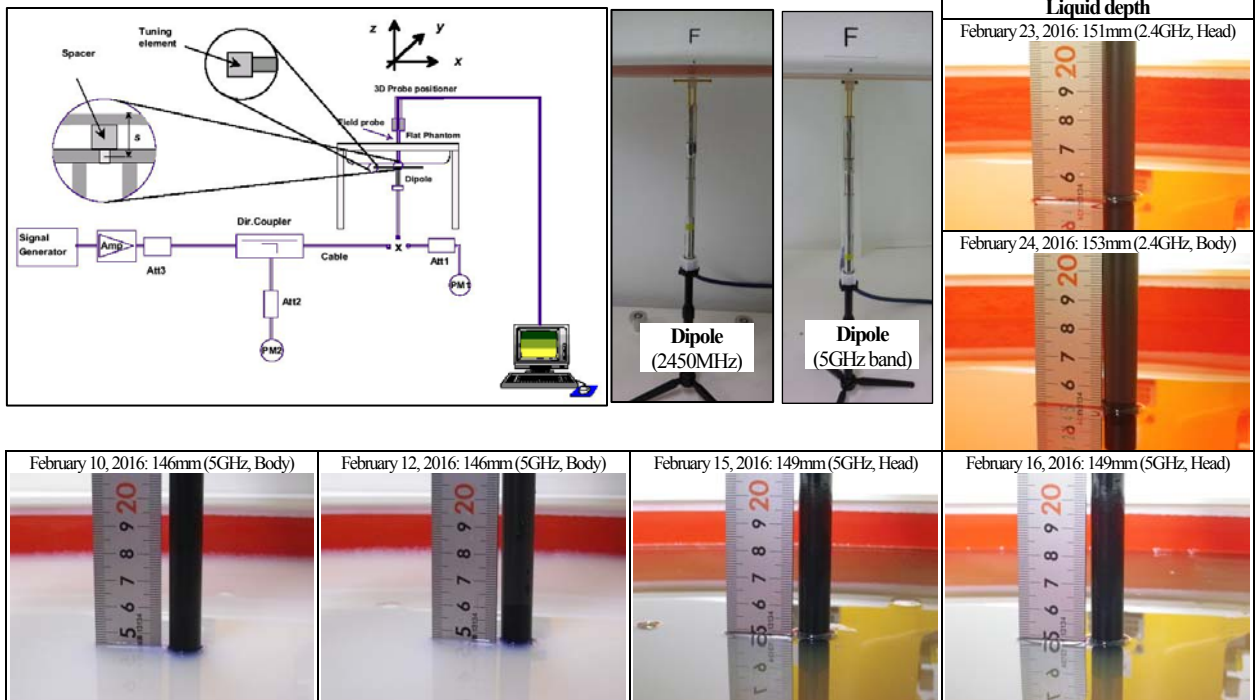 Tuning
element
Spacer
s
z
y
x
3D Probe positioner
Field probe
Flat Phantom
Dipole
Signal
Generator
Amp
Att3
Dir.Coupler
Cable
x
Att1
PM1
Att2
PM2
F
Dipole
(2450MHz)
F
Dipole
(5GHz band)
Liquid depth
February 23, 2016: 151mm (2.4GHz, Head)
20
9
8
7
6
February 24, 2016: 153mm (2.4GHz, Body)
20
9
8
7
6
February 10, 2016: 146mm (5GHz, Body)
20
9
8
7
6
5
February 12, 2016: 146mm (5GHz, Body)
20
9
8
7
6
5
February 15, 2016: 149mm (5GHz, Head)
20
9
8
7
6
5
February 16, 2016: 149mm (5GHz, Head)
20
9
8
7
6
5